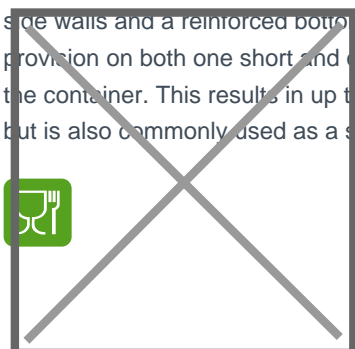 side walls and a reinforced botto
provision on both one short and
the container. This results in up t
but is also commonly used as a s